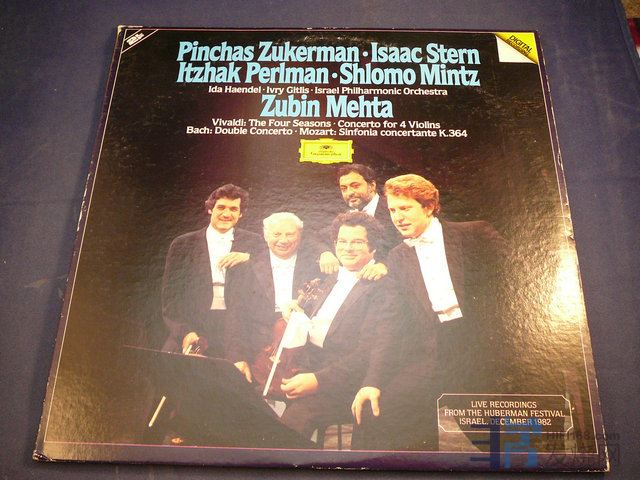 DIGITAL
Pinchas Zukerman · Isaac Stern
Itzhak Perlman · Shlomo Mintz
Ida Haendel · Ivry Gitlis · Israel Philharmonic Orchestra
Zubin Mehta
Vivaldi: The Four Seasons · Concerto for 4 Violins
Bach: Double Concerto · Mozart: Sinfonia concertante K.364
LIVE RECORDINGS
FROM THE HUBERMAN FESTIVAL,
ISRAEL, DECEMBER 1982